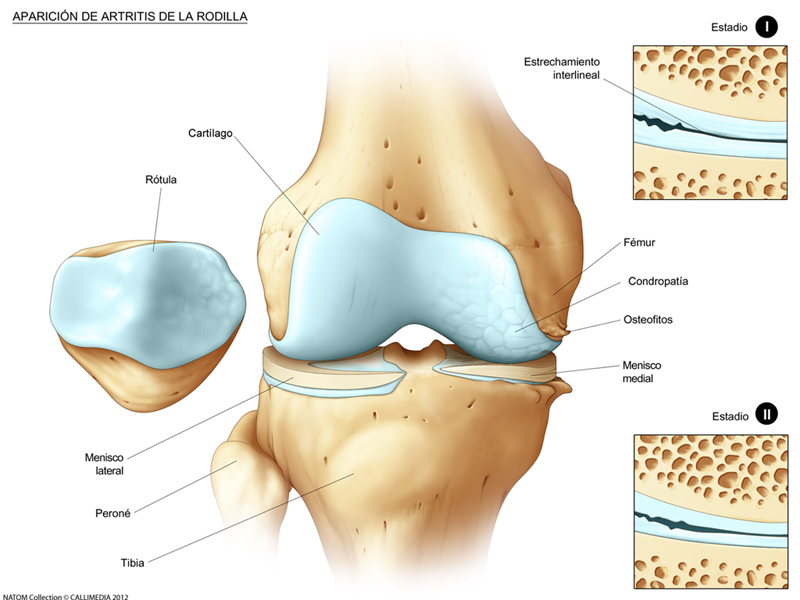 APARICIÓN DE ARTRITIS DE LA RODILLA
Estadio I
Estrechamiento
interlineal
Cartílago
Rótula
Fémur
Condropatía
Osteofitos
Menisco
medial
Estadio II
Menisco
lateral
Peroné
Tibia
NATOM Collection © CALLIMEDIA 2012